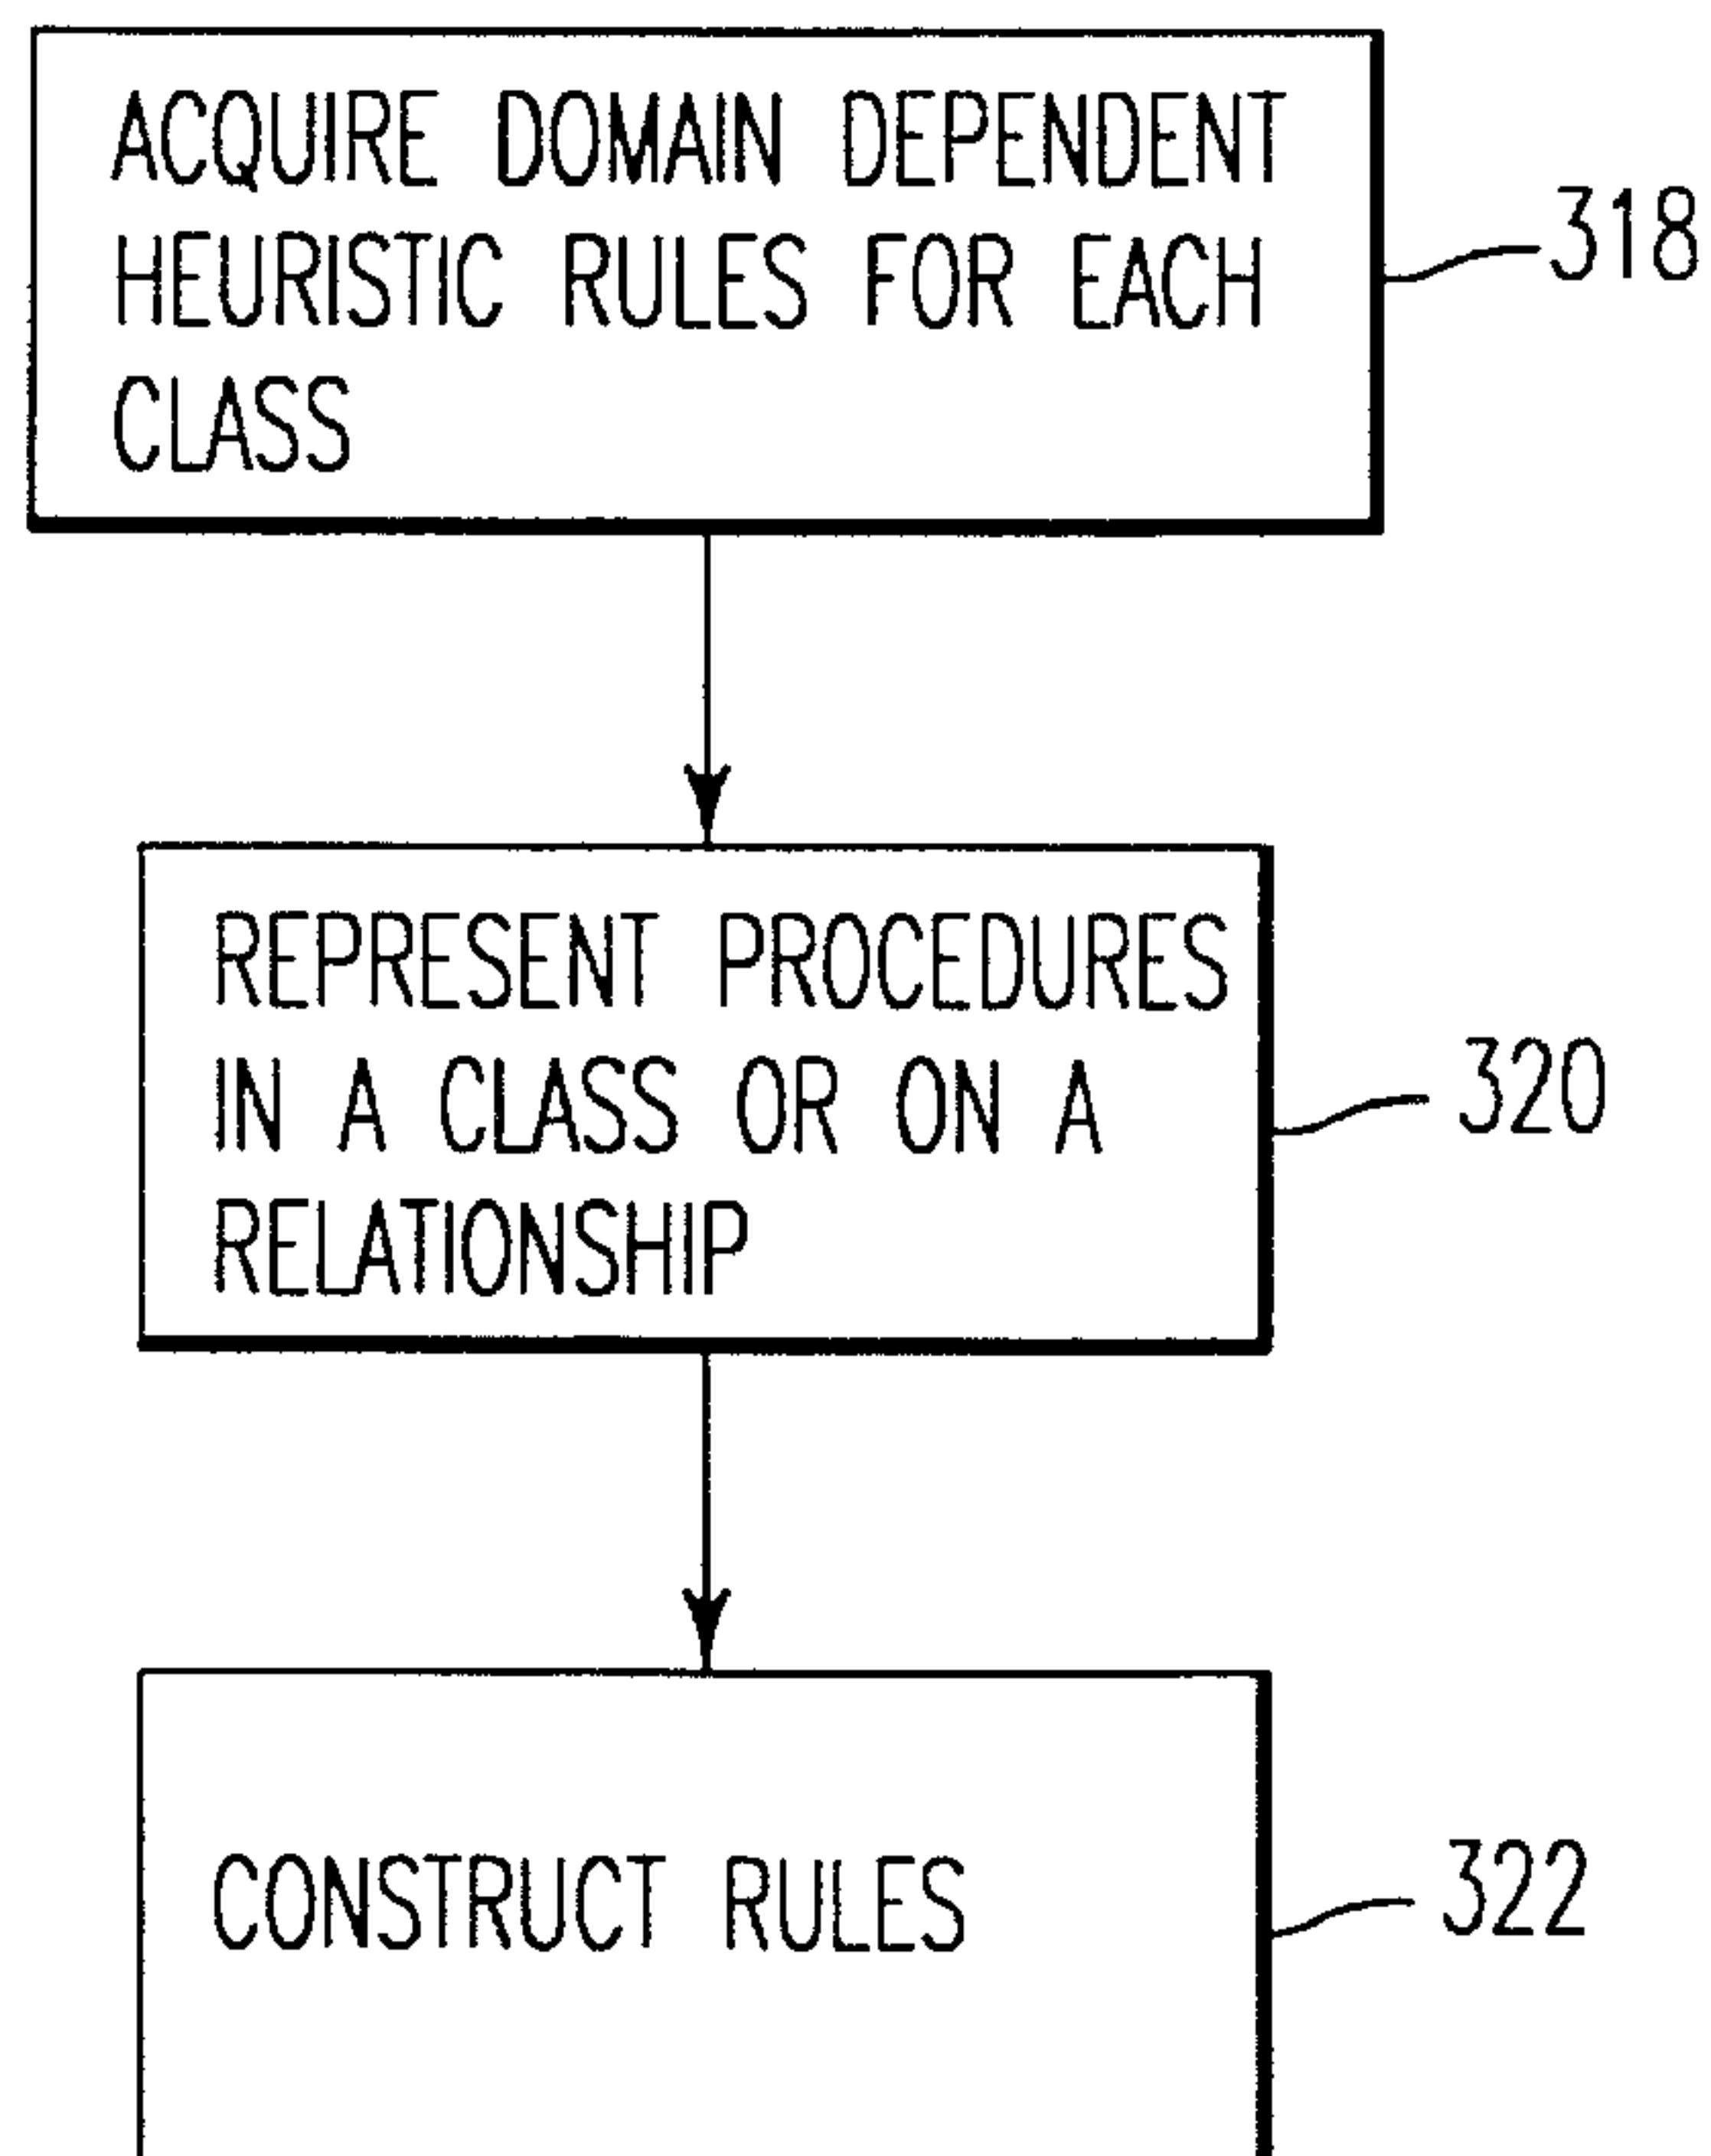 ACQUIRE DOMAIN DEPENDENT
HEURISTIC RULES FOR EACH
CLASS
318
REPRESENT PROCEDURES
IN A CLASS OR ON A
RELATIONSHIP
320
CONSTRUCT RULES
322